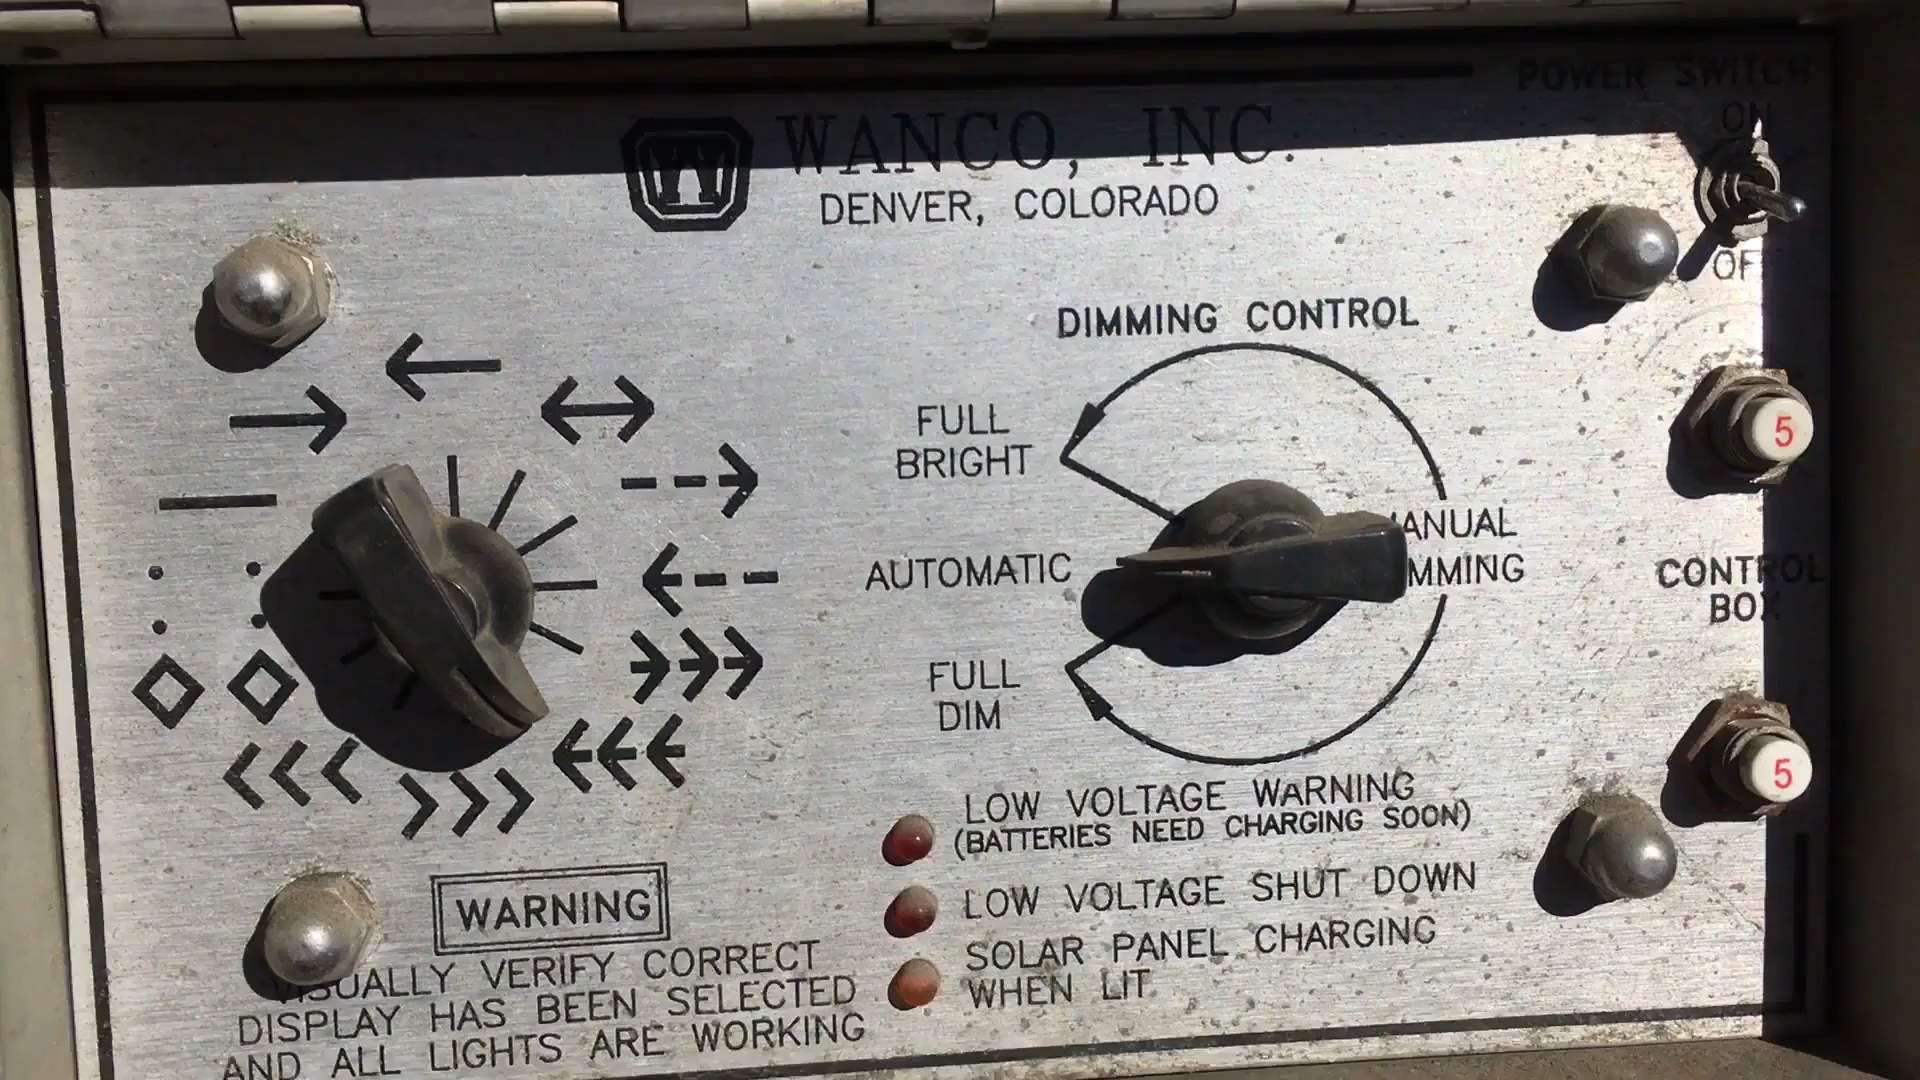 POWER SWITCH
ON
WANCO, INC.
DENVER, COLORADO
OFF
DIMMING CONTROL
FULL
BRIGHT
5
MANUAL
DIMMING
AUTOMATIC
CONTROL
BOX
FULL
DIM
5
LOW VOLTAGE WARNING
(BATTERIES NEED CHARGING SOON)
LOW VOLTAGE SHUT DOWN
SOLAR PANEL CHARGING
WHEN LIT
WARNING
VISUALLY VERIFY CORRECT
DISPLAY HAS BEEN SELECTED
AND ALL LIGHTS ARE WORKING